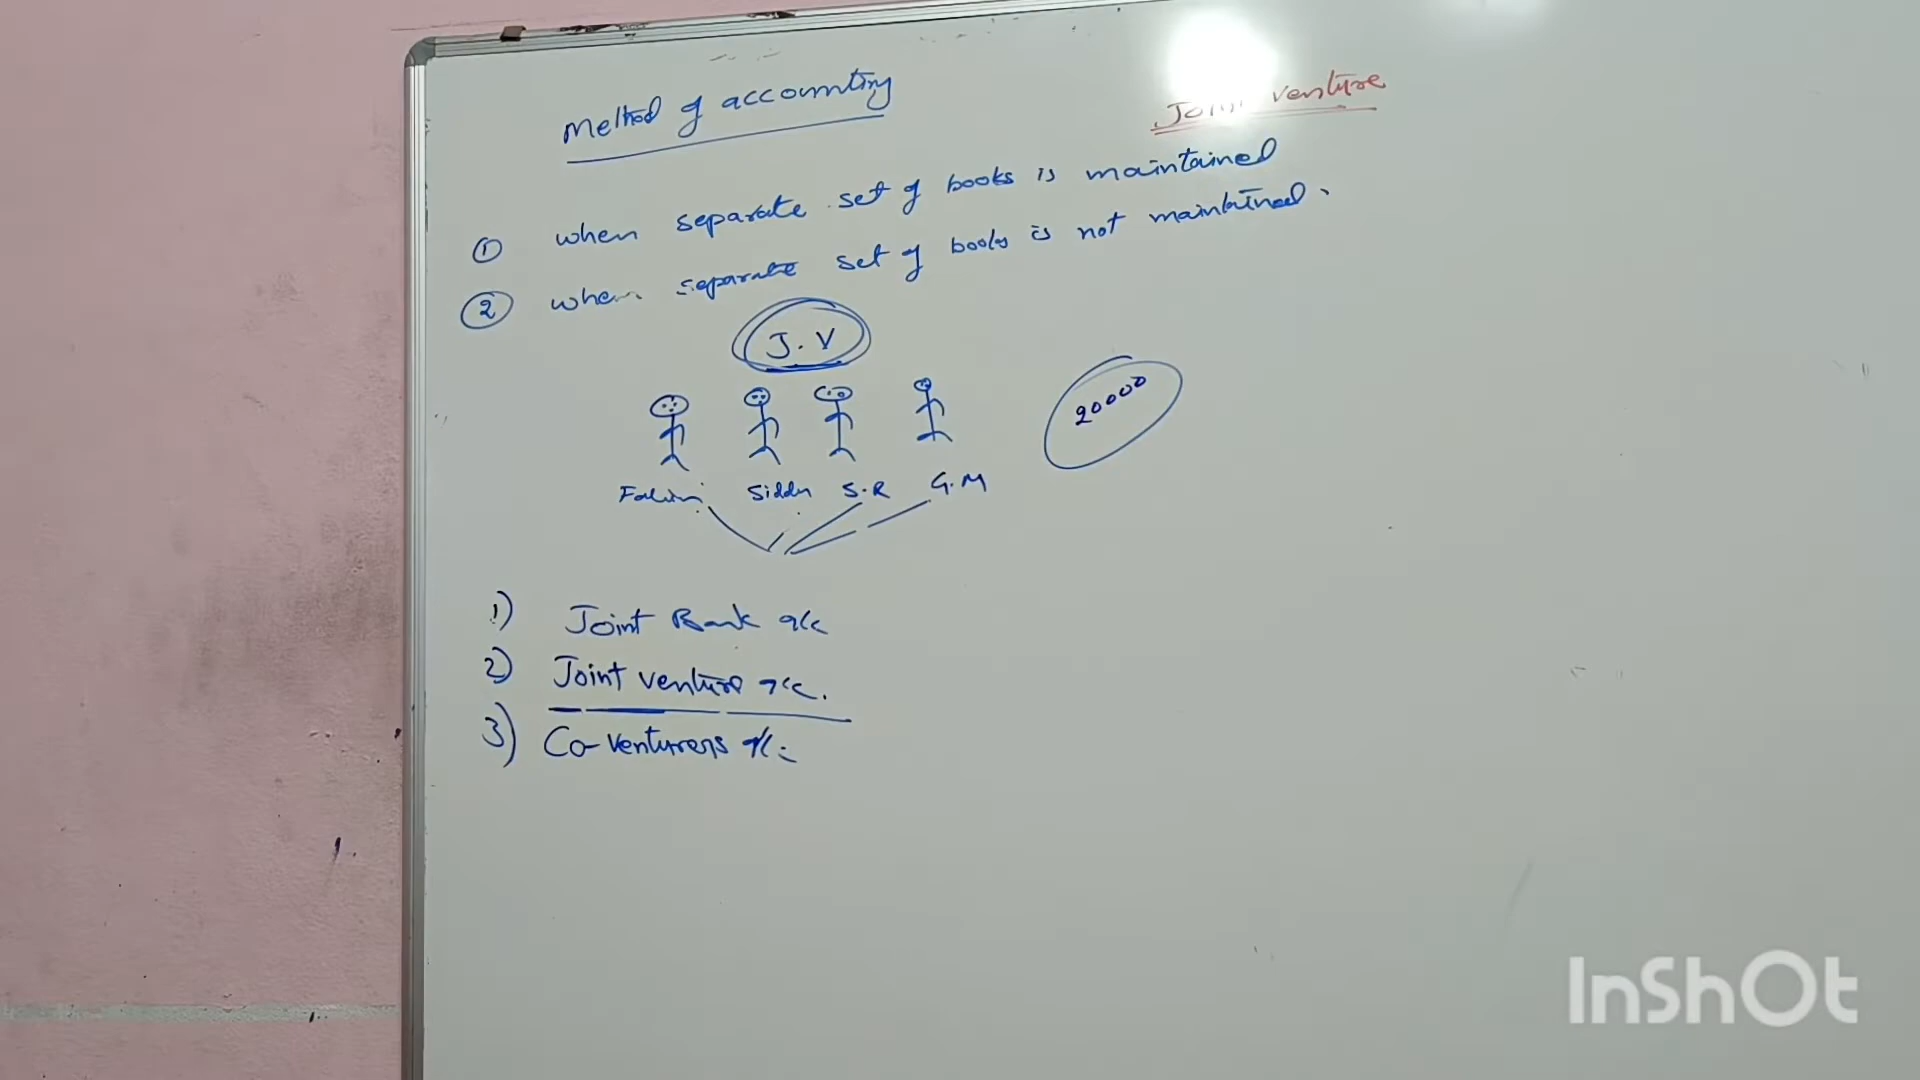 Method of accounting
Joint venture
① when separate set of books is maintained
② when separate set of books is not maintained.
J.V
20000
Siddu S.R G.M
1) Joint Bank a/c
2) Joint venture a/c.
3) Co-venturers a/c
InShOt